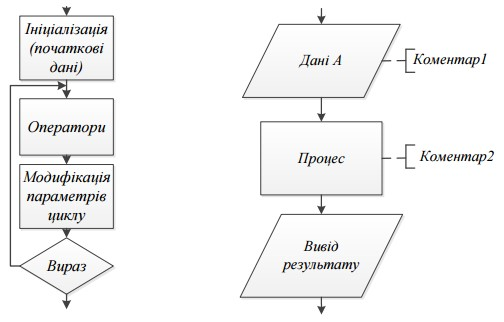 Ініціалізація
(початкові
дані)
Оператори
Модифікація
параметрів
циклу
Вираз
Дані А
Коментар1
Процес
Коментар2
Вивід
результату